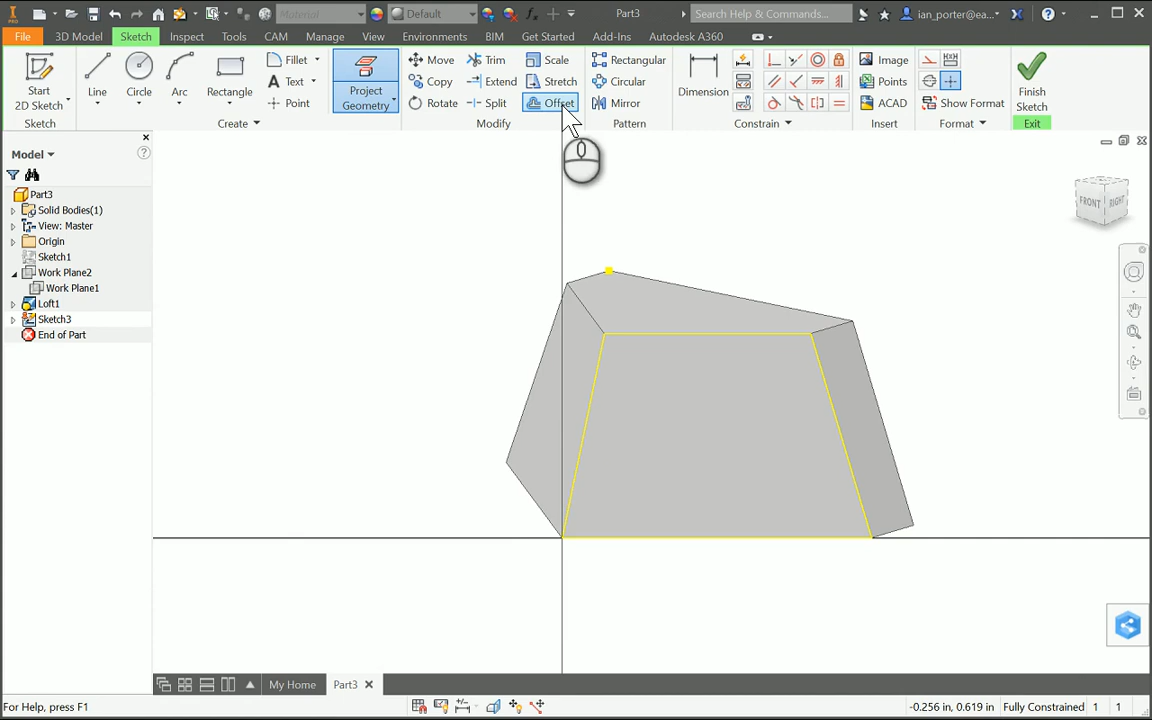 PRO Material Default fx Part3 Search Help & Commands... ian_porter@ea...
File 3D Model Sketch Inspect Tools CAM Manage View Environments BIM Get Started Add-Ins Autodesk A360
Start 2D Sketch Line Circle Arc Rectangle Fillet Text Point Project Geometry Move Copy Rotate Trim Extend Split Scale Stretch Offset Rectangular Circular Mirror Dimension Image Points ACAD Show Format Finish Sketch
Sketch Create Modify Pattern Constrain Insert Format Exit
Model
Part3
Solid Bodies(1)
View: Master
Origin
Sketch1
Work Plane2
Work Plane1
Loft1
Sketch3
End of Part
FRONT RIGHT
My Home Part3
For Help, press F1 -0.256 in, 0.619 in Fully Constrained 1 1